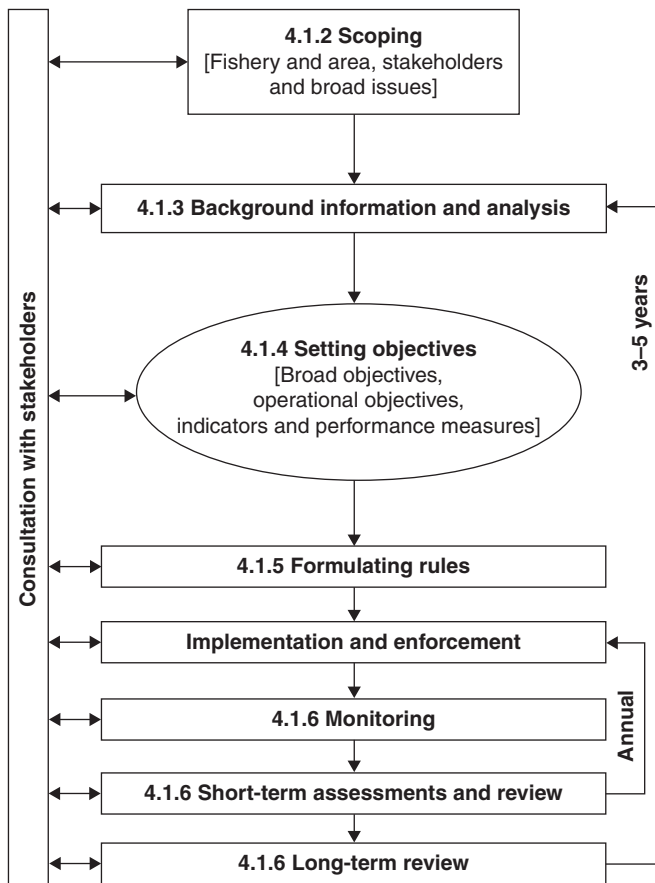 Consultation with stakeholders
4.1.2 Scoping
[Fishery and area, stakeholders
and broad issues]
4.1.3 Background information and analysis
3–5 years
4.1.4 Setting objectives
[Broad objectives,
operational objectives,
indicators and performance measures]
4.1.5 Formulating rules
Implementation and enforcement
Annual
4.1.6 Monitoring
4.1.6 Short-term assessments and review
4.1.6 Long-term review